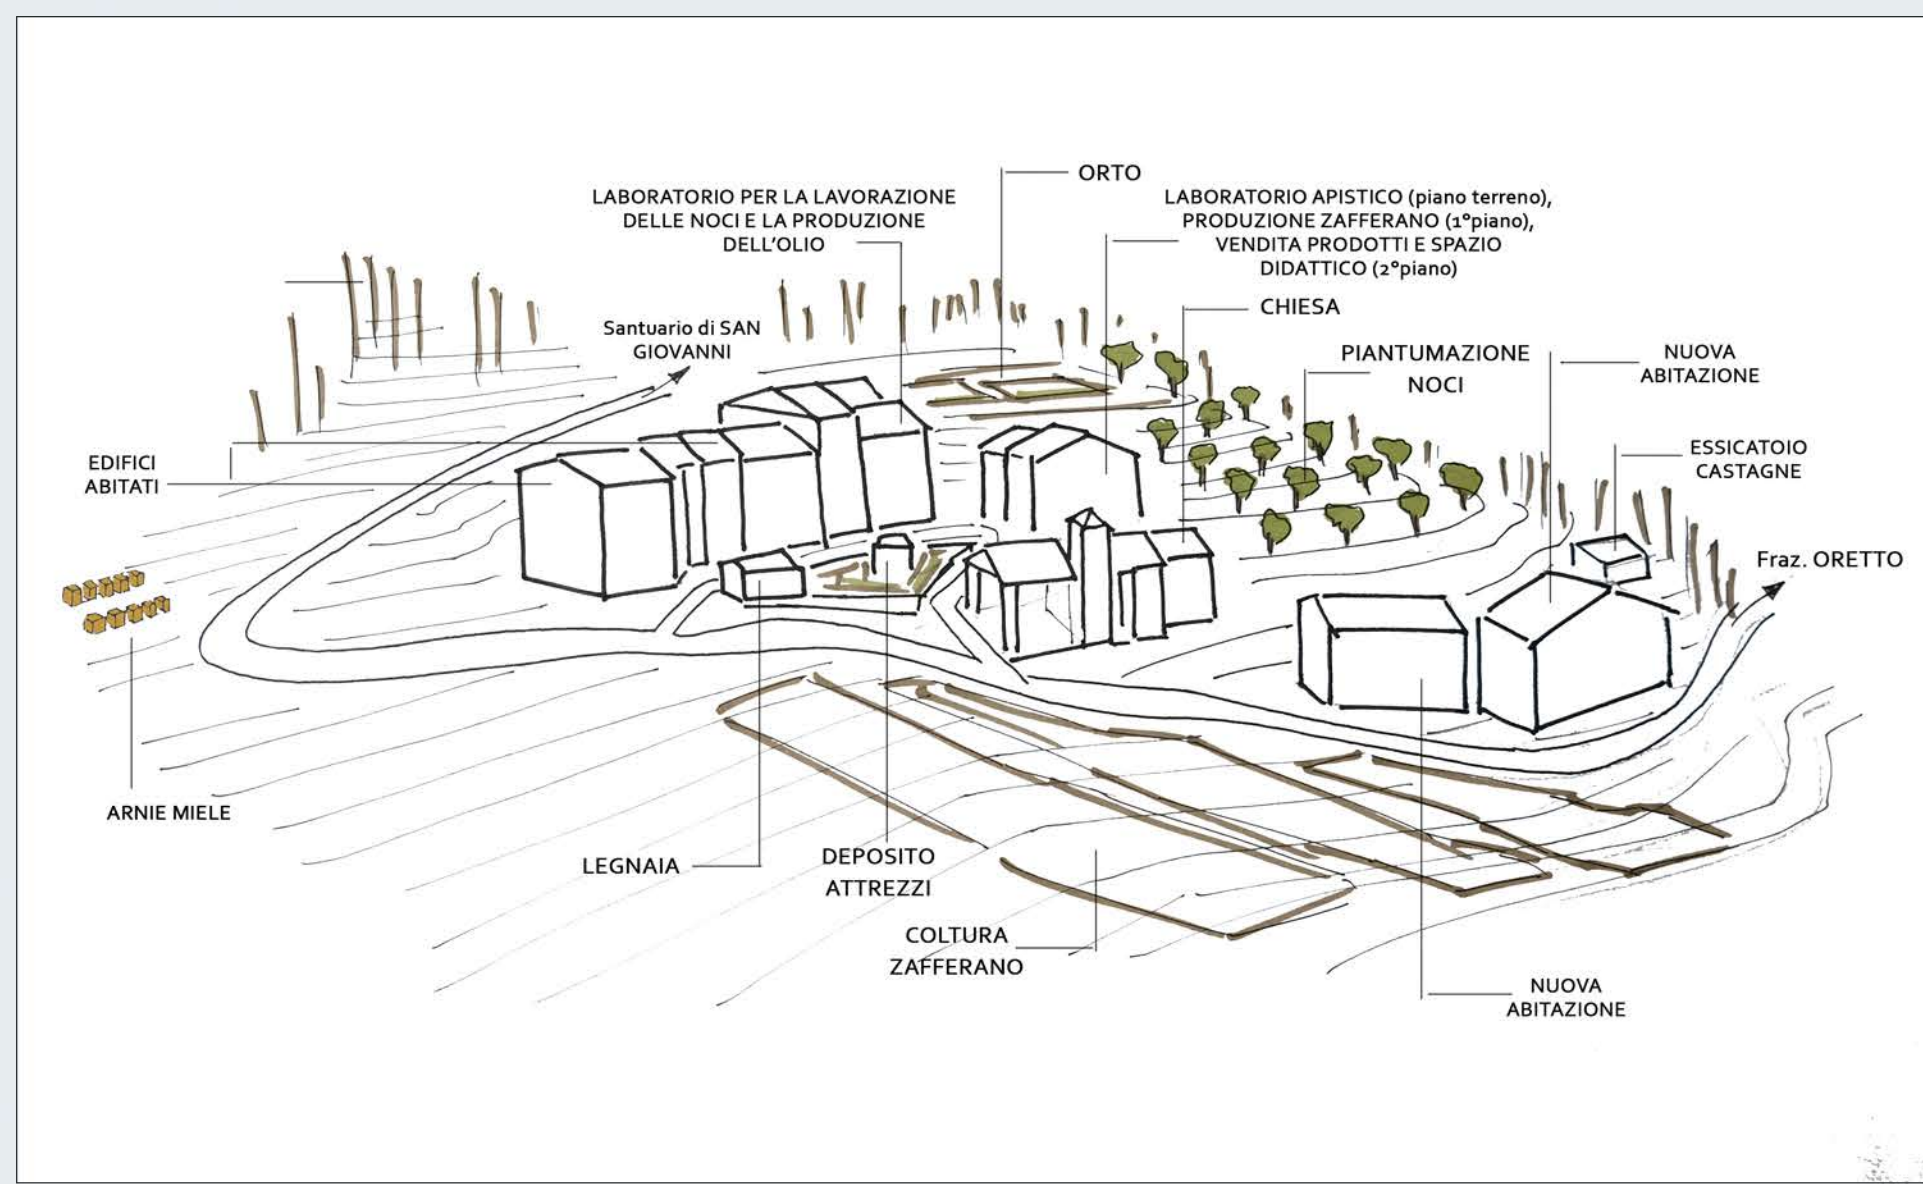 ORTO
LABORATORIO PER LA LAVORAZIONE
DELLE NOCI E LA PRODUZIONE
DELL'OLIO
LABORATORIO APISTICO (piano terreno),
PRODUZIONE ZAFFERANO (1°piano),
VENDITA PRODOTTI E SPAZIO
DIDATTICO (2°piano)
CHIESA
Santuario di SAN
GIOVANNI
PIANTUMAZIONE
NOCI
NUOVA
ABITAZIONE
EDIFICI
ABITATI
ESSICATOIO
CASTAGNE
Fraz. ORETTO
ARNIE MIELE
LEGNAIA
DEPOSITO
ATTREZZI
COLTURA
ZAFFERANO
NUOVA
ABITAZIONE